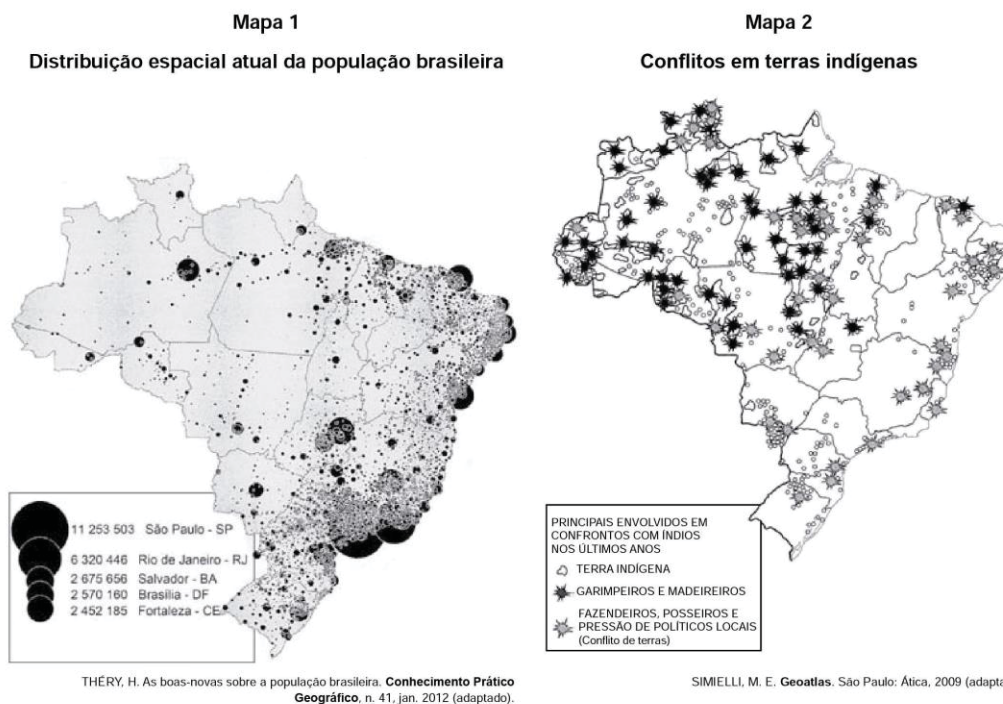 Mapa 1
Distribuição espacial atual da população brasileira
11 253 503 São Paulo - SP
6 320 446 Rio de Janeiro - RJ
2 675 656 Salvador - BA
2 570 160 Brasília - DF
2 452 185 Fortaleza - CE
THÉRY, H. As boas-novas sobre a população brasileira. Conhecimento Prático
Geográfico, n. 41, jan. 2012 (adaptado).
Mapa 2
Conflitos em terras indígenas
PRINCIPAIS ENVOLVIDOS EM
CONFRONTOS COM ÍNDIOS
NOS ÚLTIMOS ANOS
TERRA INDÍGENA
GARIMPEIROS E MADEIREIROS
FAZENDEIROS, POSSEIROS E
PRESSÃO DE POLÍTICOS LOCAIS
(Conflito de terras)
SIMIELLI, M. E. Geoatlas. São Paulo: Ática, 2009 (adapta